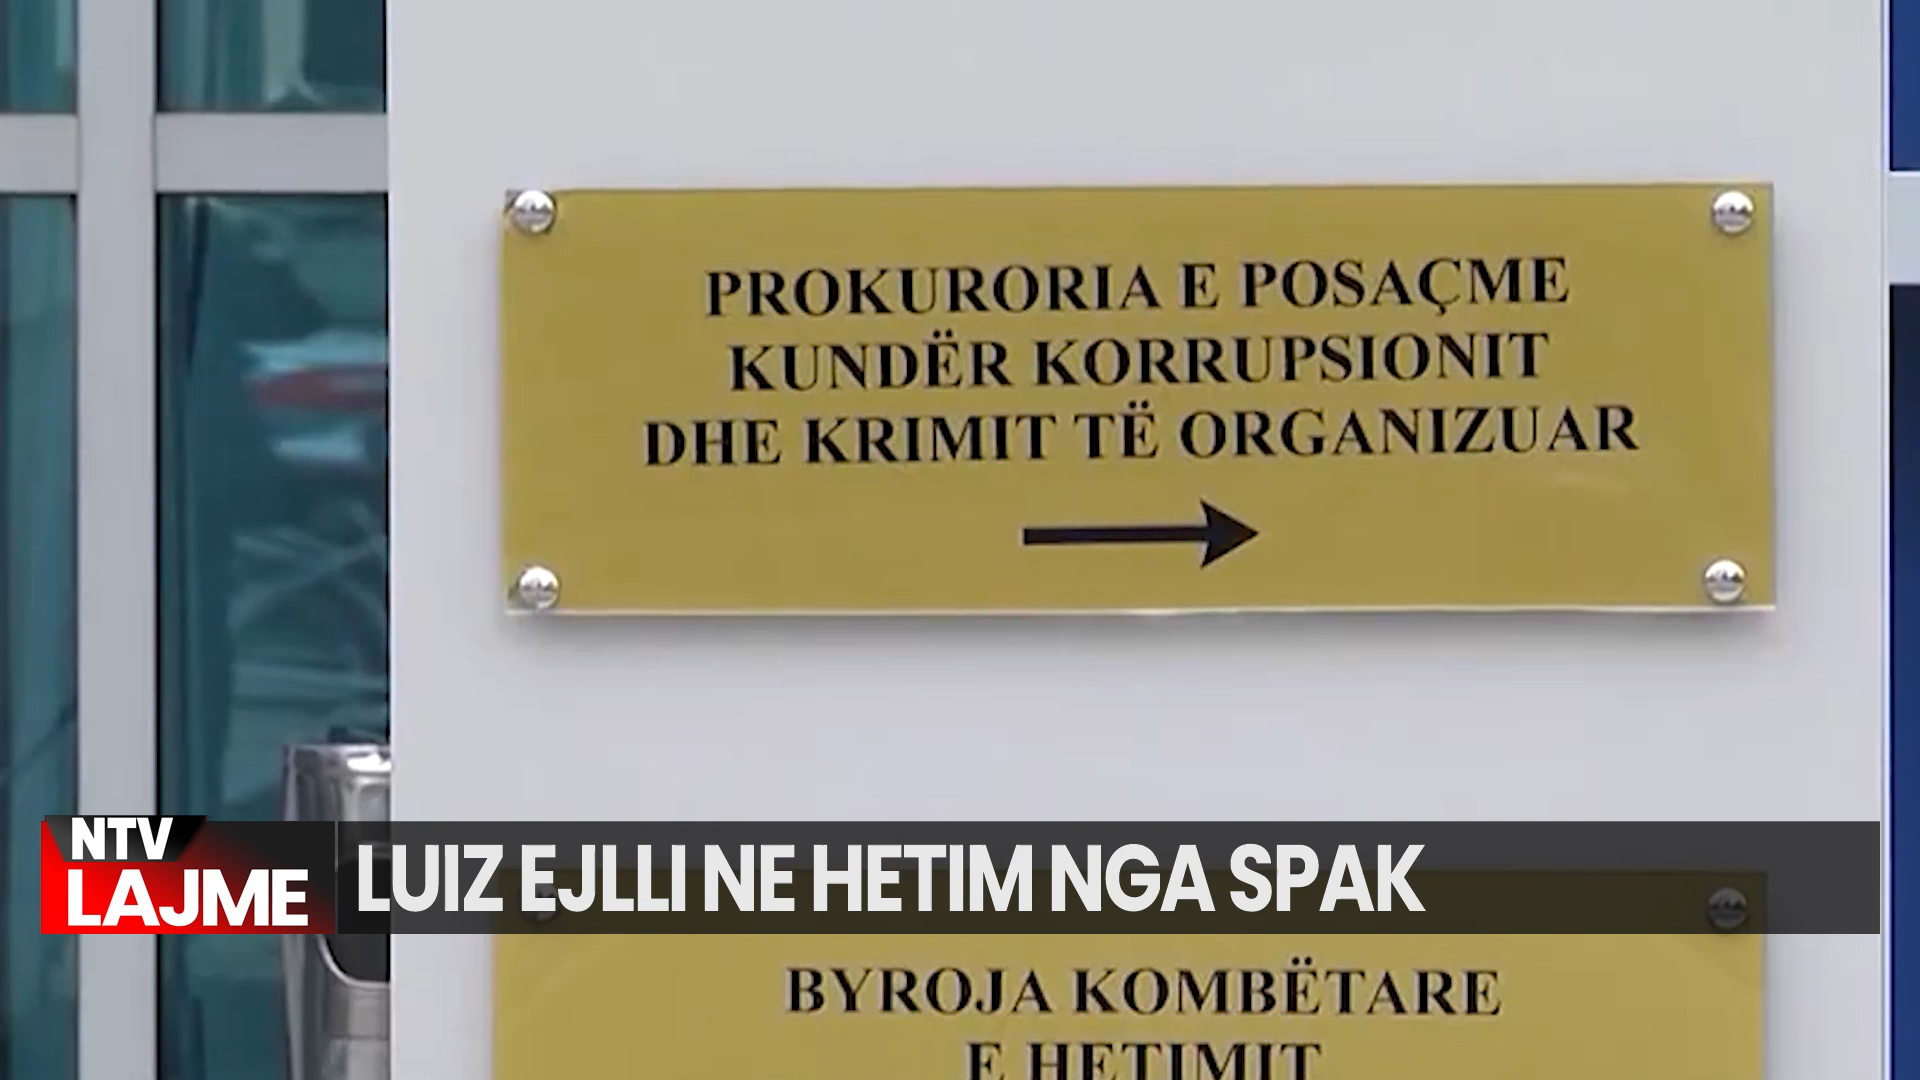 PROKURORIA E POSAÇME
KUNDËR KORRUPSIONIT
DHE KRIMIT TË ORGANIZUAR
NTV
LAJME
LUIZ EJLLI NE HETIM NGA SPAK
BYROJA KOMBËTARE
E HETIMIT